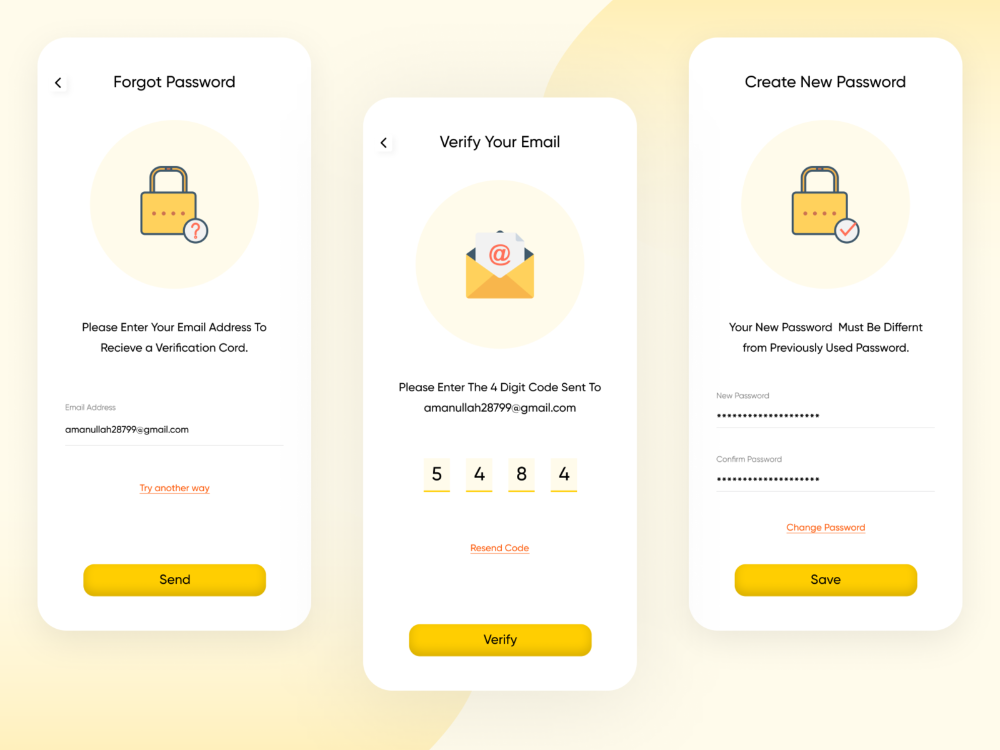 Forgot Password
?
Please Enter Your Email Address To
Recieve a Verification Cord.
Email Address
amanullah28799@gmail.com
Try another way
Send
Verify Your Email
@
Please Enter The 4 Digit Code Sent To
amanullah28799@gmail.com
5 4 8 4
Resend Code
Verify
Create New Password
Your New Password  Must Be Differnt
from Previously Used Password.
New Password
••••••••••••••••••••
Confirm Password
••••••••••••••••••••
Change Password
Save